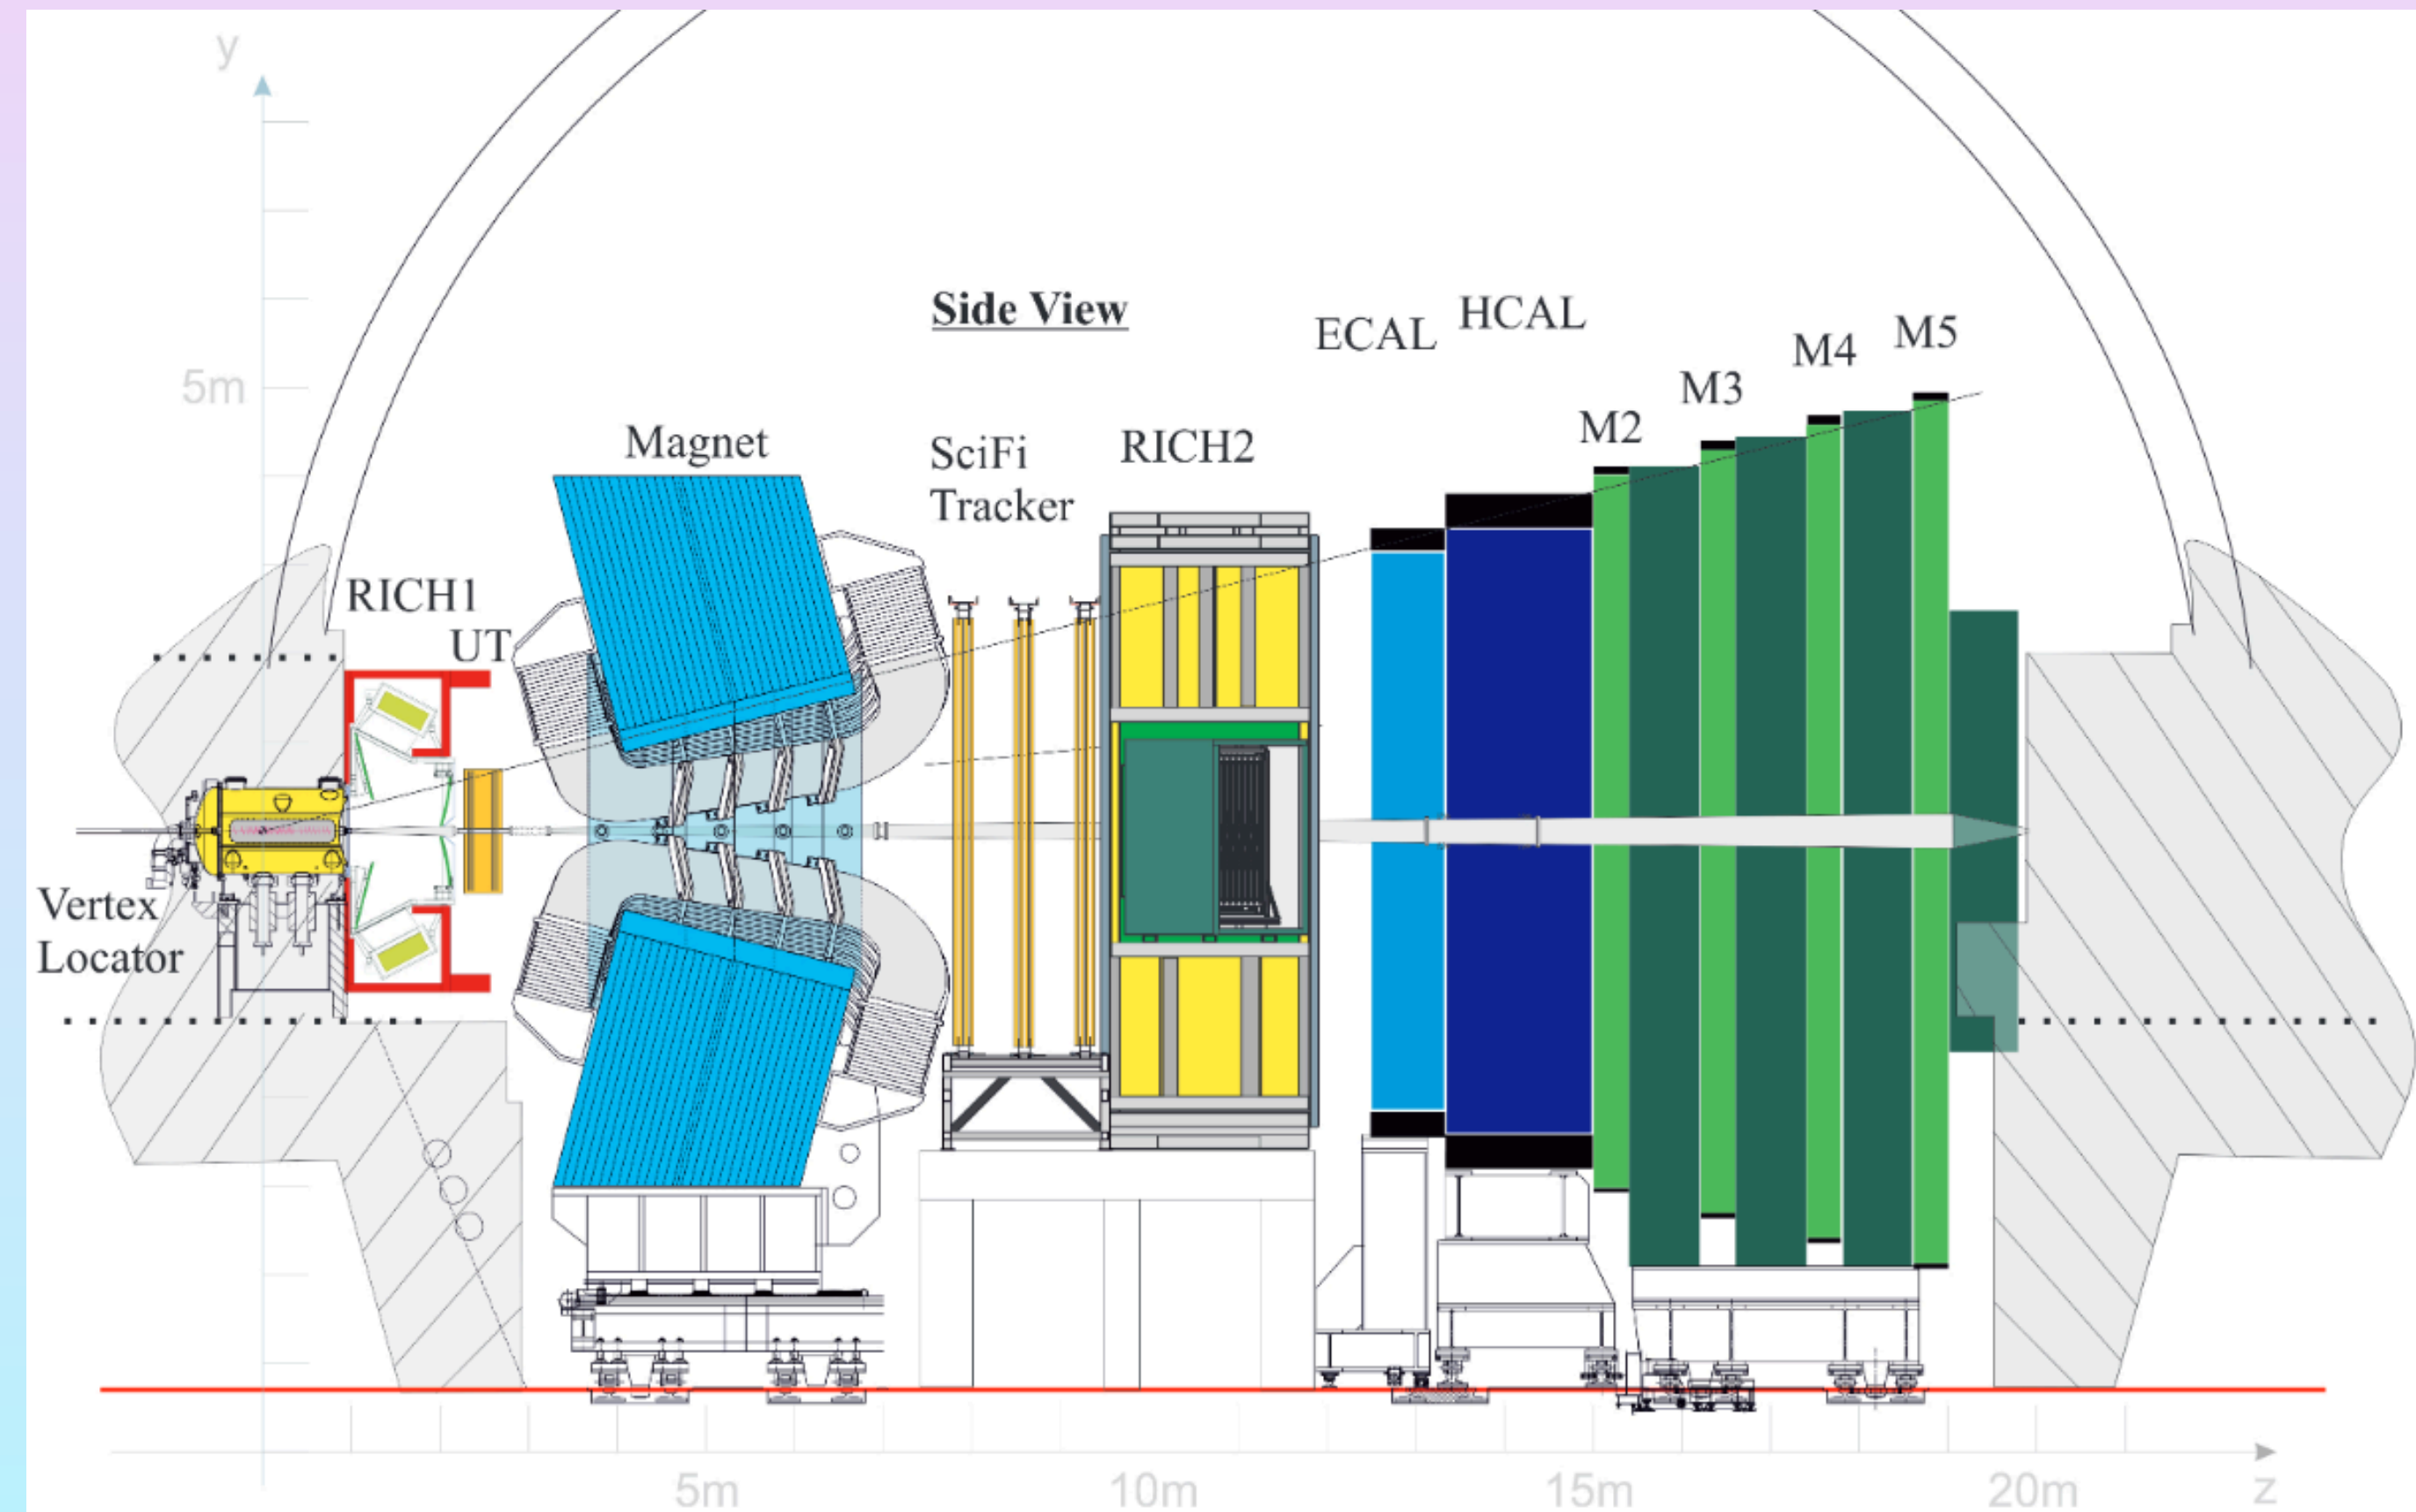 y
Side View
ECAL
HCAL
M5
M4
M3
M2
5m
Magnet
SciFi
Tracker
RICH2
RICH1
UT
Vertex
Locator
5m
10m
15m
20m
z